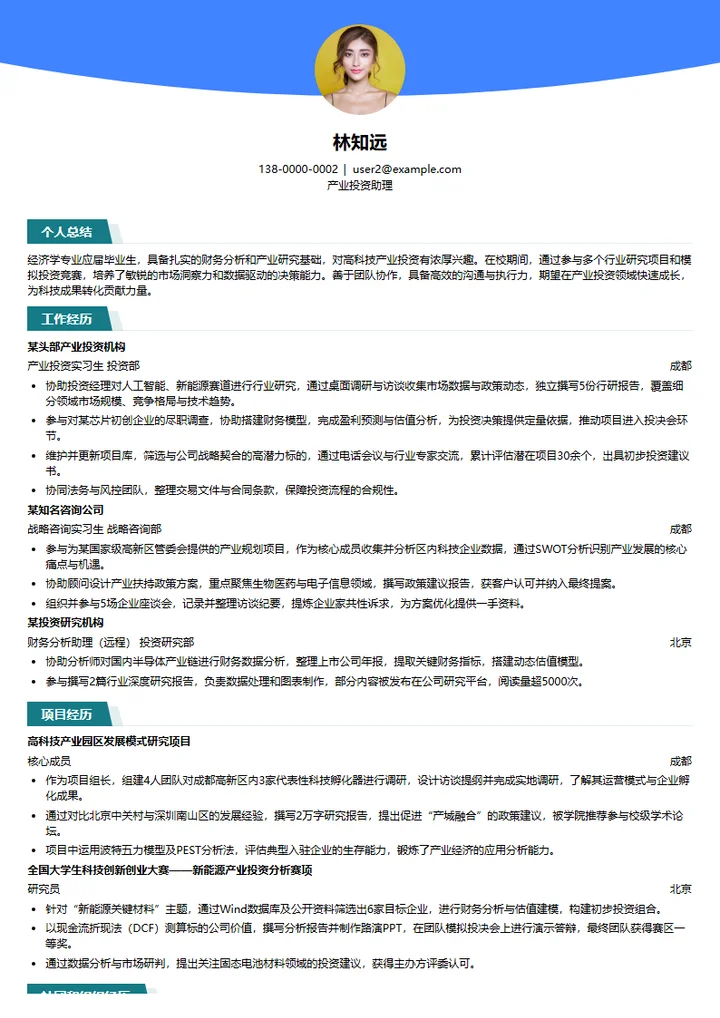 林知远
138-0000-0002 | user2@example.com
产业投资助理
个人总结
经济学专业应届毕业生，具备扎实的财务分析和产业研究基础，对高科技产业投资有浓厚兴趣。在校期间，通过参与多个行业研究项目和模
拟投资竞赛，培养了敏锐的市场洞察力和数据驱动的决策能力。善于团队协作，具备高效的沟通与执行力，期望在产业投资领域快速成长，
为科技成果转化贡献力量。
工作经历
某头部产业投资机构
产业投资实习生 投资部 成都
• 协助投资经理对人工智能、新能源赛道进行行业研究，通过桌面调研与访谈收集市场数据与政策动态，独立撰写5份行研报告，覆盖细
分领域市场规模、竞争格局与技术趋势。
• 参与对某芯片初创企业的尽职调查，协助搭建财务模型，完成盈利预测与估值分析，为投资决策提供定量依据，推动项目进入投决会环
节。
• 维护并更新项目库，筛选与公司战略契合的高潜力标的，通过电话会议与行业专家交流，累计评估潜在项目30余个，出具初步投资建议
书。
• 协同法务与风控团队，整理交易文件与合同条款，保障投资流程的合规性。
某知名咨询公司
战略咨询实习生 战略咨询部 成都
• 参与为某国家级高新区管委会提供的产业规划项目，作为核心成员收集并分析区内科技企业数据，通过SWOT分析识别产业发展的核心
痛点与机遇。
• 协助顾问设计产业扶持政策方案，重点聚焦生物医药与电子信息领域，撰写政策建议报告，获客户认可并纳入最终提案。
• 组织并参与5场企业座谈会，记录并整理访谈纪要，提炼企业家共性诉求，为方案优化提供一手资料。
某投资研究机构
财务分析助理（远程） 投资研究部 北京
• 协助分析师对国内半导体产业链进行财务数据分析，整理上市公司年报，提取关键财务指标，搭建动态估值模型。
• 参与撰写2篇行业深度研究报告，负责数据处理和图表制作，部分内容被发布在公司研究平台，阅读量超5000次。
项目经历
高科技产业园区发展模式研究项目
核心成员 成都
• 作为项目组长，组建4人团队对成都高新区内3家代表性科技孵化器进行调研，设计访谈提纲并完成实地调研，了解其运营模式与企业孵
化成果。
• 通过对比北京中关村与深圳南山区的发展经验，撰写2万字研究报告，提出促进“产城融合”的政策建议，被学院推荐参与校级学术论
坛。
• 项目中运用波特五力模型及PEST分析法，评估典型入驻企业的生存能力，锻炼了产业经济的应用分析能力。
全国大学生科技创新创业大赛——新能源产业投资分析赛项
研究员 北京
• 针对“新能源关键材料”主题，通过Wind数据库及公开资料筛选出6家目标企业，进行财务分析与估值建模，构建初步投资组合。
• 以现金流折现法（DCF）测算标的公司价值，撰写分析报告并制作路演PPT，在团队模拟投决会上进行演示答辩，最终团队获得赛区一
等奖。
• 通过数据分析与市场研判，提出关注固态电池材料领域的投资建议，获得主办方评委认可。